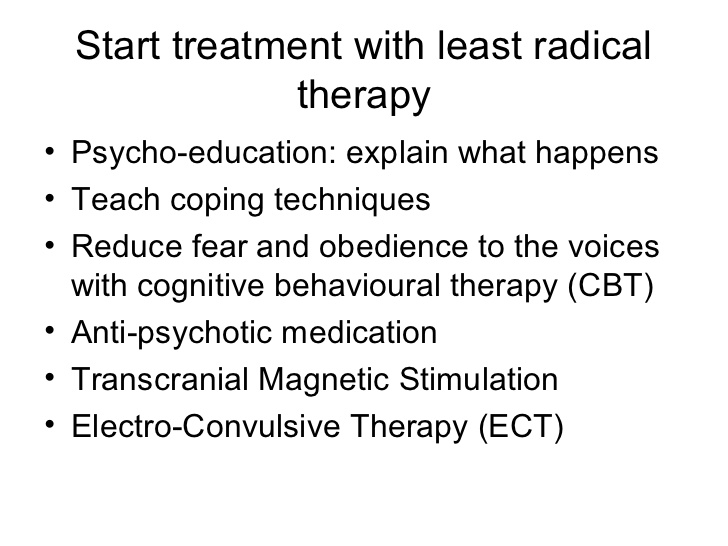 Start treatment with least radical
therapy
• Psycho-education: explain what happens
• Teach coping techniques
• Reduce fear and obedience to the voices
with cognitive behavioural therapy (CBT)
• Anti-psychotic medication
• Transcranial Magnetic Stimulation
• Electro-Convulsive Therapy (ECT)